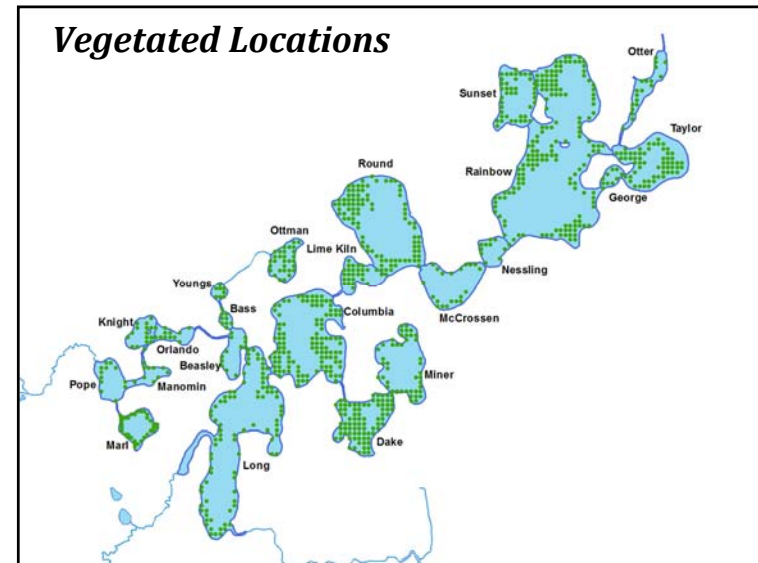 Vegetated Locations
Otter
Sunset
Taylor
Round
Rainbow
George
Ottman
Lime Kiln
Nessling
Youngs
Bass
Columbia
McCrossen
Knight
Orlando
Beasley
Miner
Pope
Manomin
Marl
Dake
Long